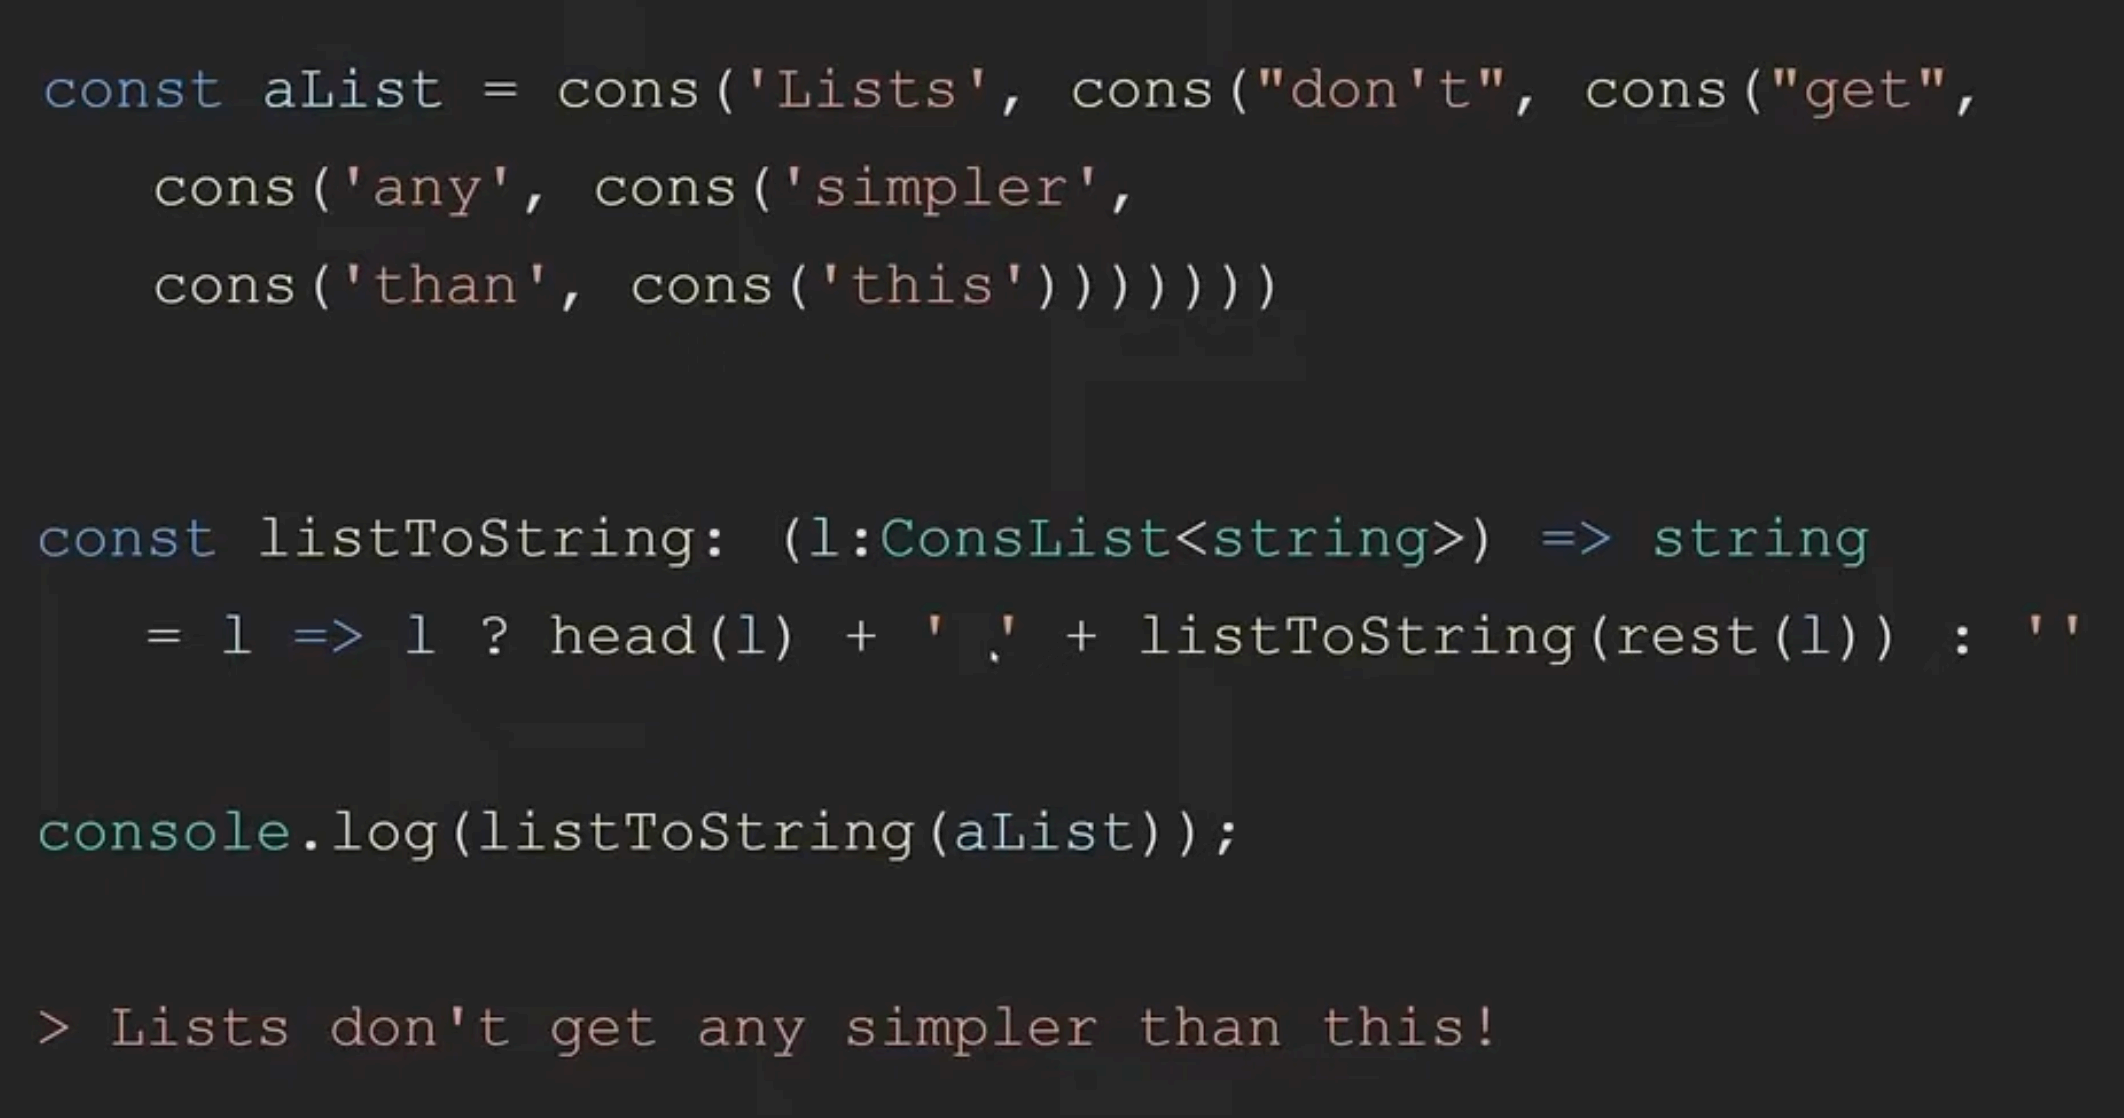 const aList = cons('Lists', cons("don't", cons("get",
cons('any', cons('simpler',
cons('than', cons('this')))))))
const listToString: (l:ConsList<string>) => string
= l => l ? head(l) + ' ' + listToString(rest(l)) : ''
console.log(listToString(aList));
> Lists don't get any simpler than this!